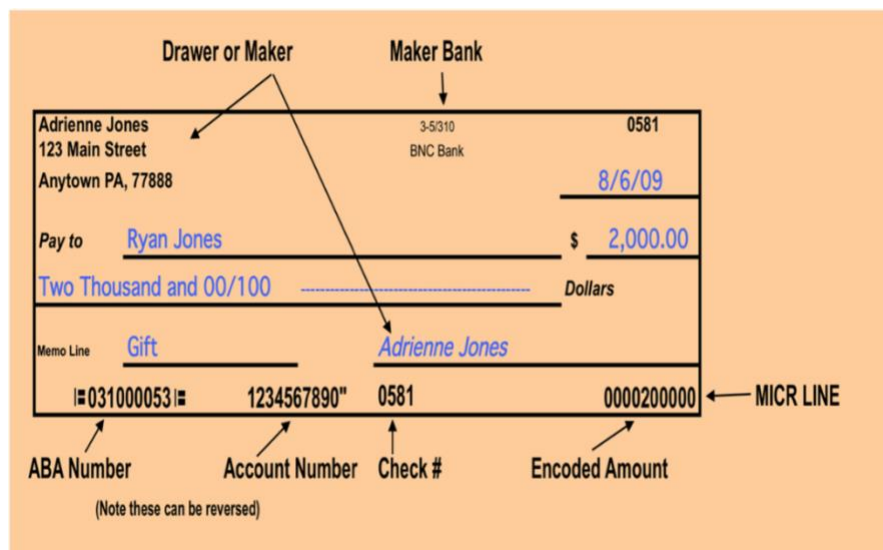 Drawer or Maker Maker Bank
Adrienne Jones 3-5/310 0581
123 Main Street BNC Bank
Anytown PA, 77888 8/6/09
Pay to Ryan Jones $ 2,000.00
Two Thousand and 00/100 ------------------------------------------------ Dollars
Memo Line Gift Adrienne Jones
⑆031000053⑆ 1234567890" 0581 0000200000 MICR LINE
ABA Number Account Number Check # Encoded Amount
(Note these can be reversed)